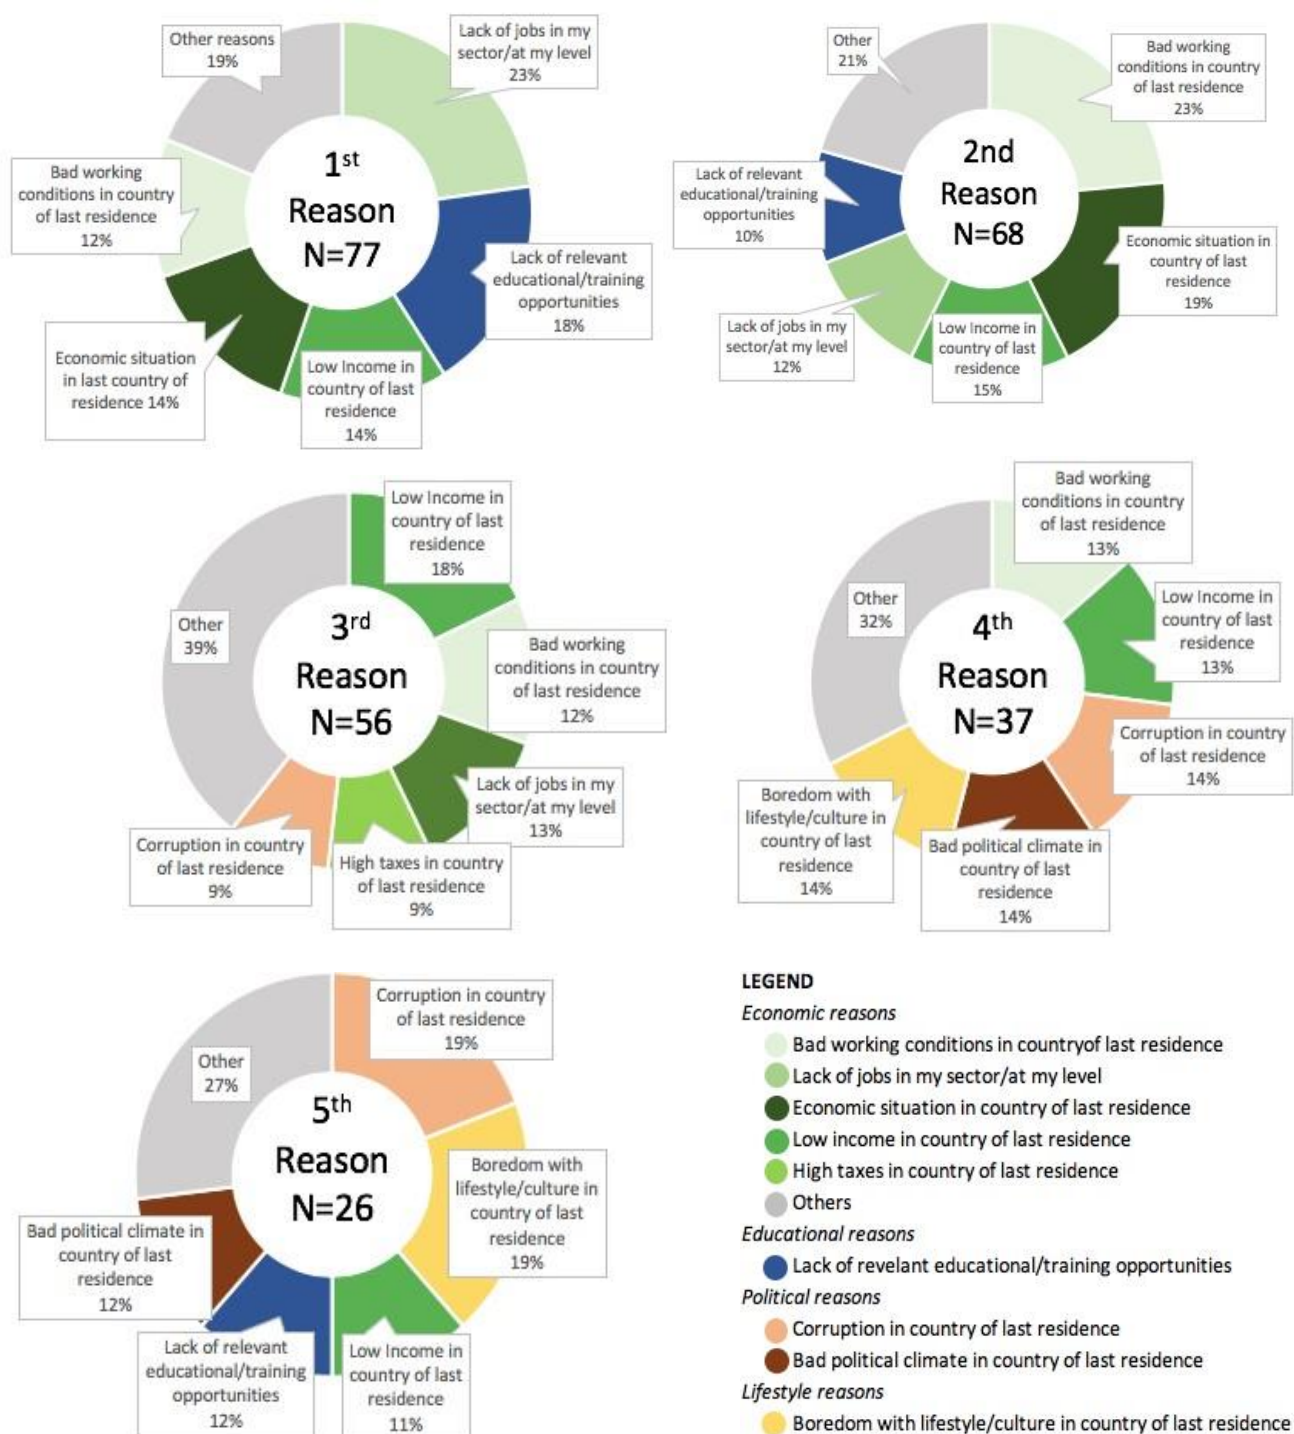 Other reasons
19%
Lack of jobs in my
sector/at my level
23%
Bad working
conditions in country
of last residence
12%
1st
Reason
N=77
Lack of relevant
educational/training
opportunities
18%
Economic situation
in last country of
residence 14%
Low Income in
country of last
residence
14%
Other
21%
Bad working
conditions in country
of last residence
23%
2nd
Reason
N=68
Lack of relevant
educational/training
opportunities
10%
Economic situation in
country of last
residence
19%
Lack of jobs in my
sector/at my level
12%
Low Income in
country of last
residence
15%
Low Income in
country of last
residence
18%
Other
39%
3rd
Reason
N=56
Bad working
conditions in country
of last residence
12%
Lack of jobs in my
sector/at my level
13%
Corruption in country
of last residence
9%
High taxes in country
of last residence
9%
Bad working
conditions in country
of last residence
13%
Other
32%
4th
Reason
N=37
Low Income in
country of last
residence
13%
Corruption in country
of last residence
14%
Boredom with
lifestyle/culture in
country of last
residence
14%
Bad political climate in
country of last
residence
14%
Corruption in country
of last residence
19%
Other
27%
5th
Reason
N=26
Boredom with
lifestyle/culture in
country of last
residence
19%
Bad political climate in
country of last
residence
12%
Lack of relevant
educational/training
opportunities
12%
Low Income in
country of last
residence
11%
LEGEND
Economic reasons
Bad working conditions in countryof last residence
Lack of jobs in my sector/at my level
Economic situation in country of last residence
Low income in country of last residence
High taxes in country of last residence
Others
Educational reasons
Lack of revelant educational/training opportunities
Political reasons
Corruption in country of last residence
Bad political climate in country of last residence
Lifestyle reasons
Boredom with lifestyle/culture in country of last residence